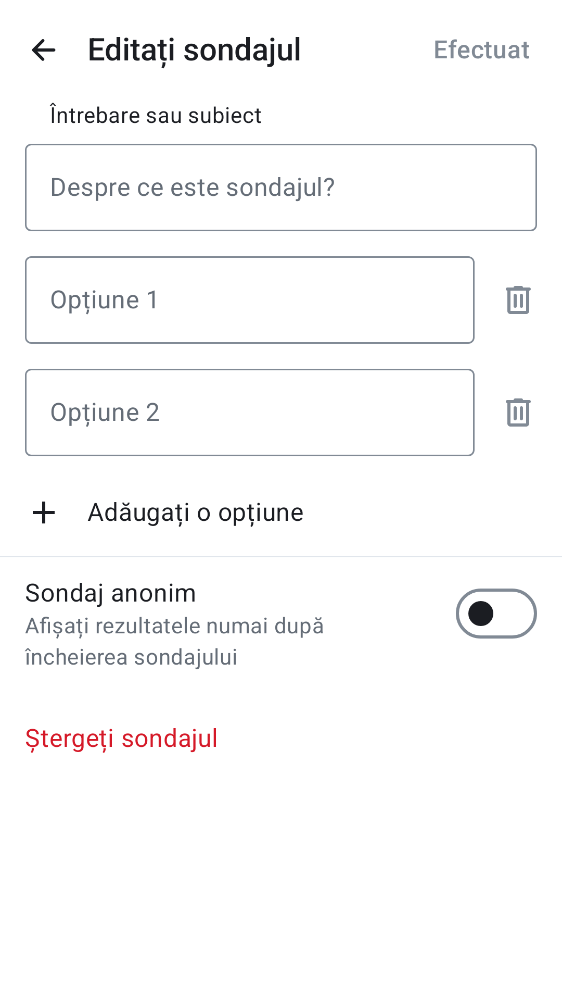 Editați sondajul
Efectuat
Întrebare sau subiect
Despre ce este sondajul?
Opțiune 1
Opțiune 2
Adăugați o opțiune
Sondaj anonim
Afișați rezultatele numai după
încheierea sondajului
Ștergeți sondajul